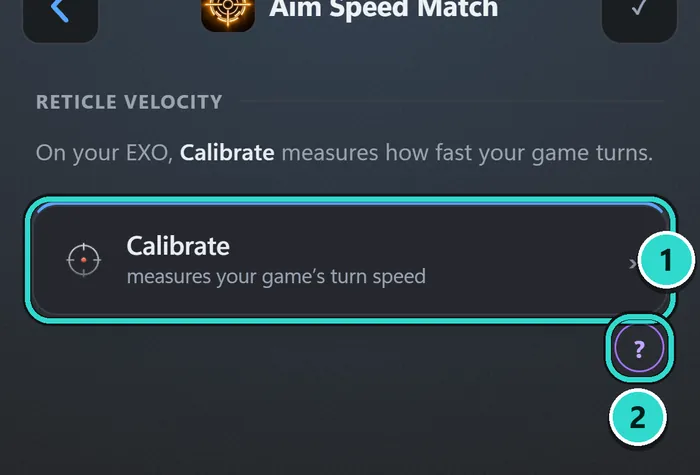 Aim Speed Match
RETICLE VELOCITY
On your EXO, Calibrate measures how fast your game turns.
Calibrate
measures your game’s turn speed
1
?
2